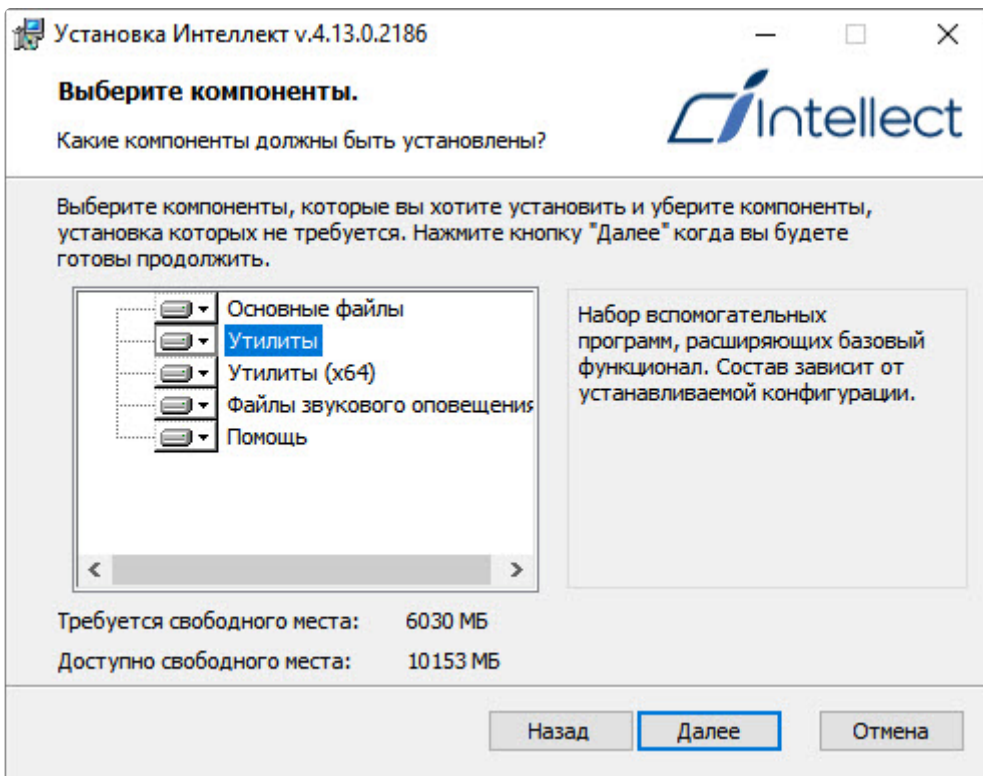 Установка Интеллект v.4.13.0.2186
Выберите компоненты.
Какие компоненты должны быть установлены?
Intellect
Выберите компоненты, которые вы хотите установить и уберите компоненты,
установка которых не требуется. Нажмите кнопку "Далее" когда вы будете
готовы продолжить.
Основные файлы
Утилиты
Утилиты (x64)
Файлы звукового оповещения
Помощь
Набор вспомогательных
программ, расширяющих базовый
функционал. Состав зависит от
устанавливаемой конфигурации.
Требуется свободного места: 6030 МБ
Доступно свободного места: 10153 МБ
Назад Далее Отмена